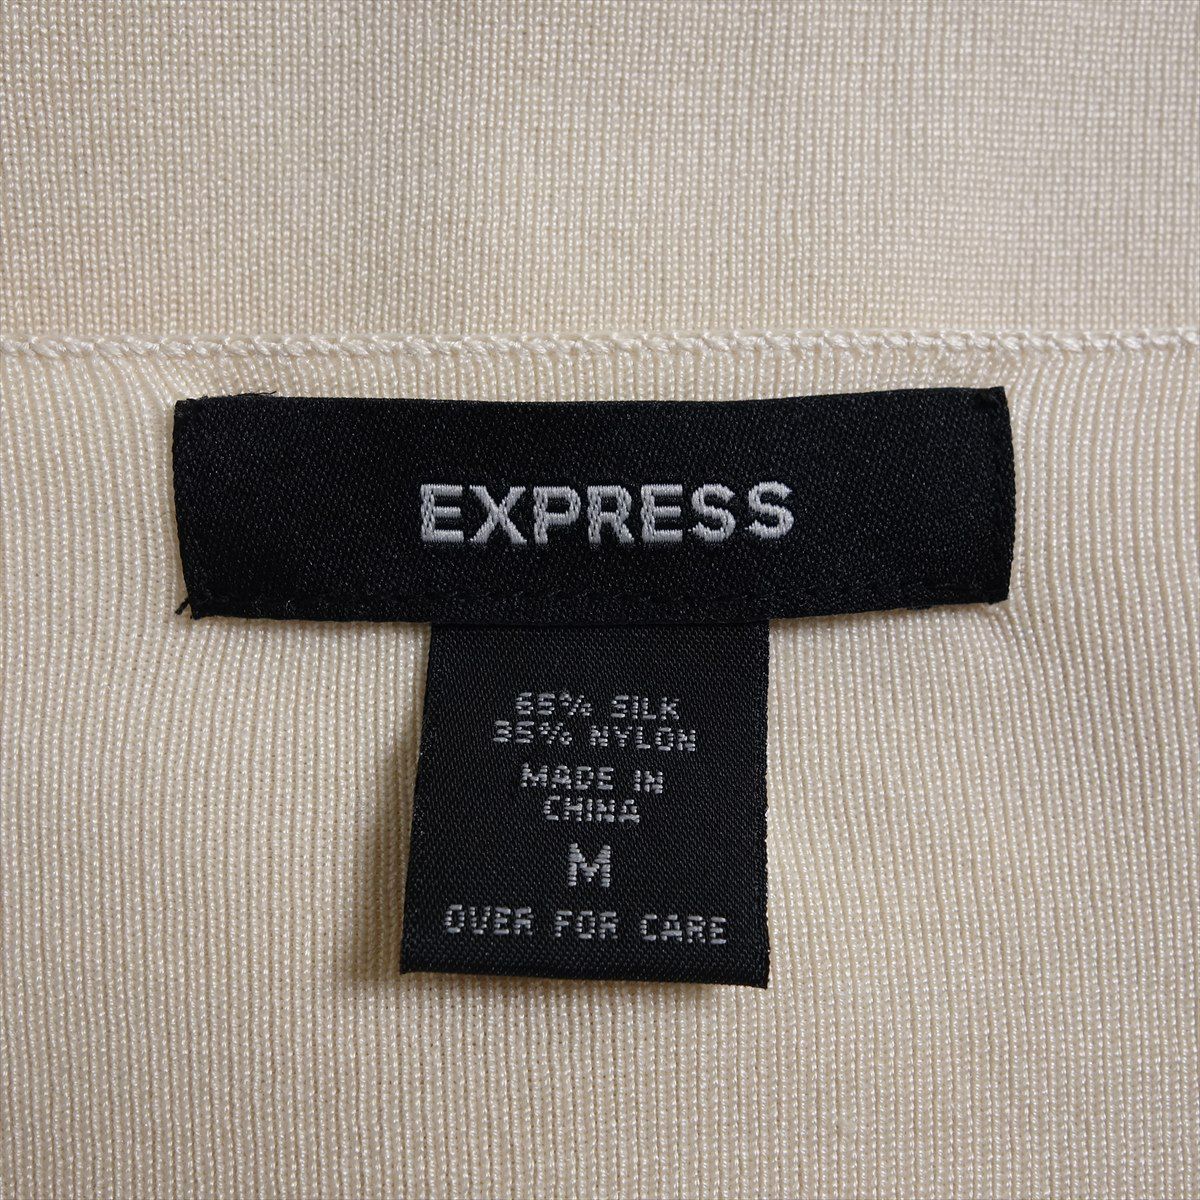 EXPRESS
65% SILK
35% NYLON
MADE IN
CHINA
M
OVER FOR CARE